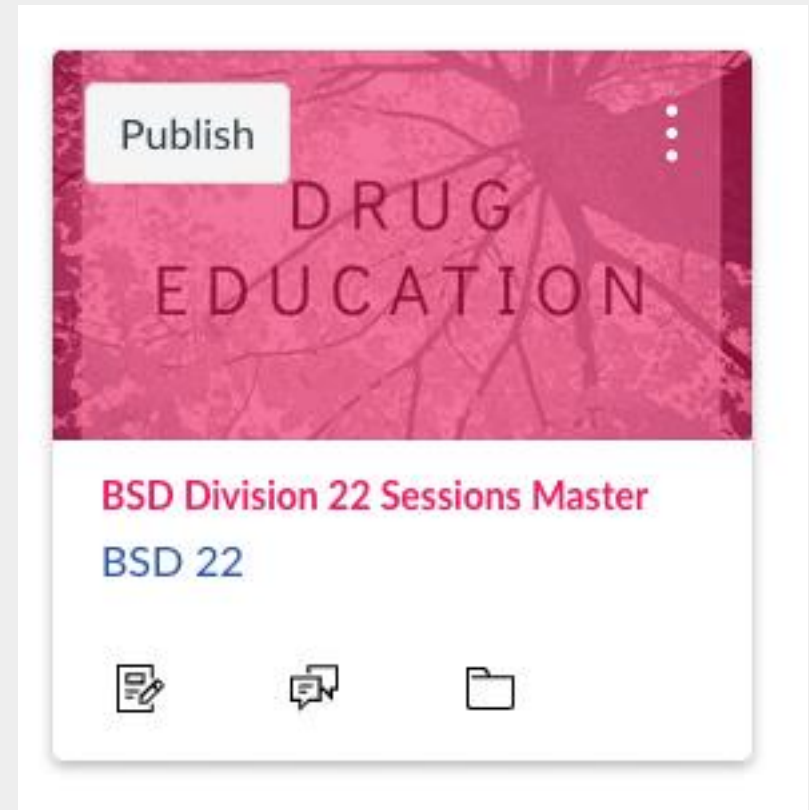 Publish
DRUG
EDUCATION
BSD Division 22 Sessions Master
BSD 22